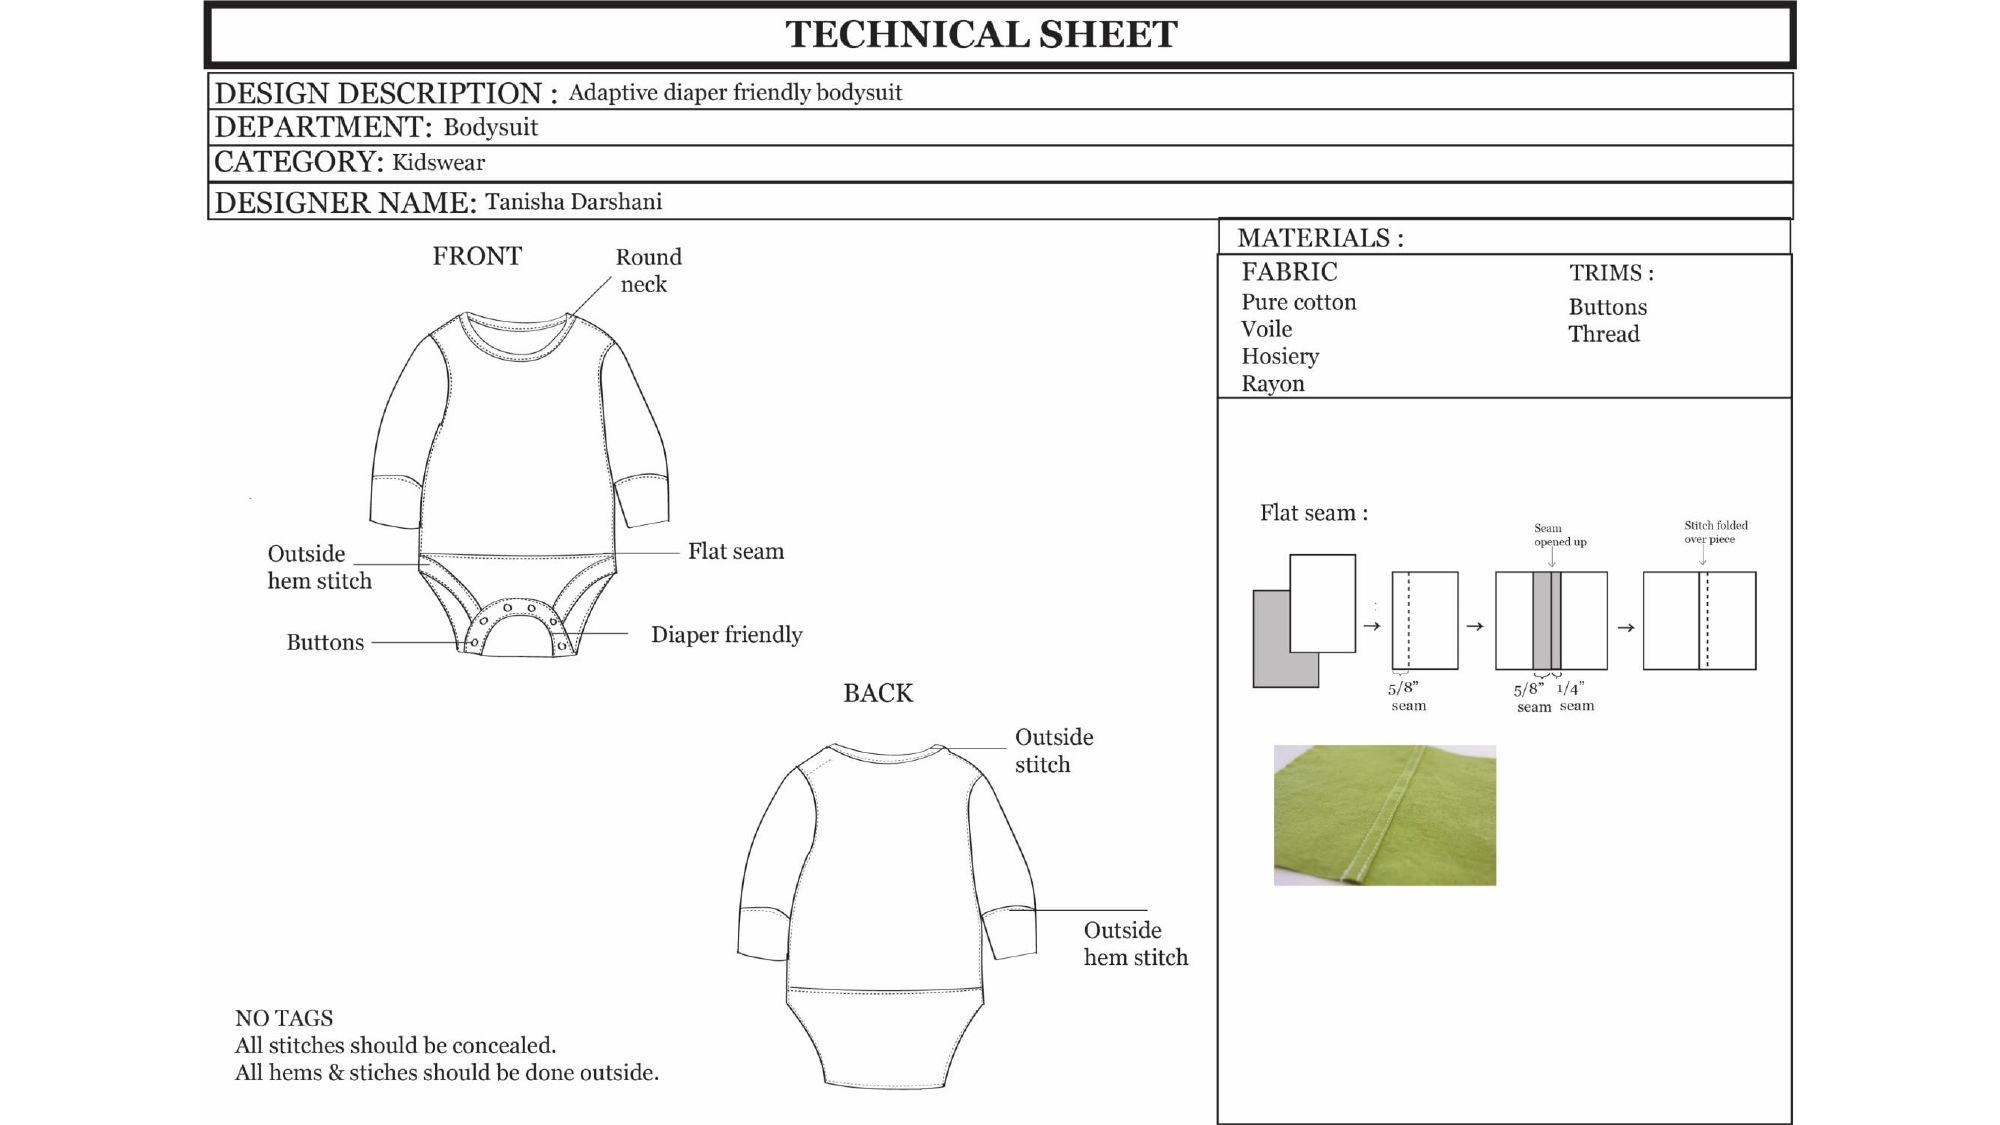 TECHNICAL SHEET
DESIGN DESCRIPTION : Adaptive diaper friendly bodysuit
DEPARTMENT: Bodysuit
CATEGORY: Kidswear
DESIGNER NAME: Tanisha Darshani
FRONT
Round
neck
Outside
hem stitch
Flat seam
Buttons
Diaper friendly
BACK
Outside
stitch
Outside
hem stitch
NO TAGS
All stitches should be concealed.
All hems & stiches should be done outside.
MATERIALS :
FABRIC
Pure cotton
Voile
Hosiery
Rayon
TRIMS :
Buttons
Thread
Flat seam :
Seam
opened up
Stitch folded
over piece
5/8"
seam
5/8" 1/4"
seam seam